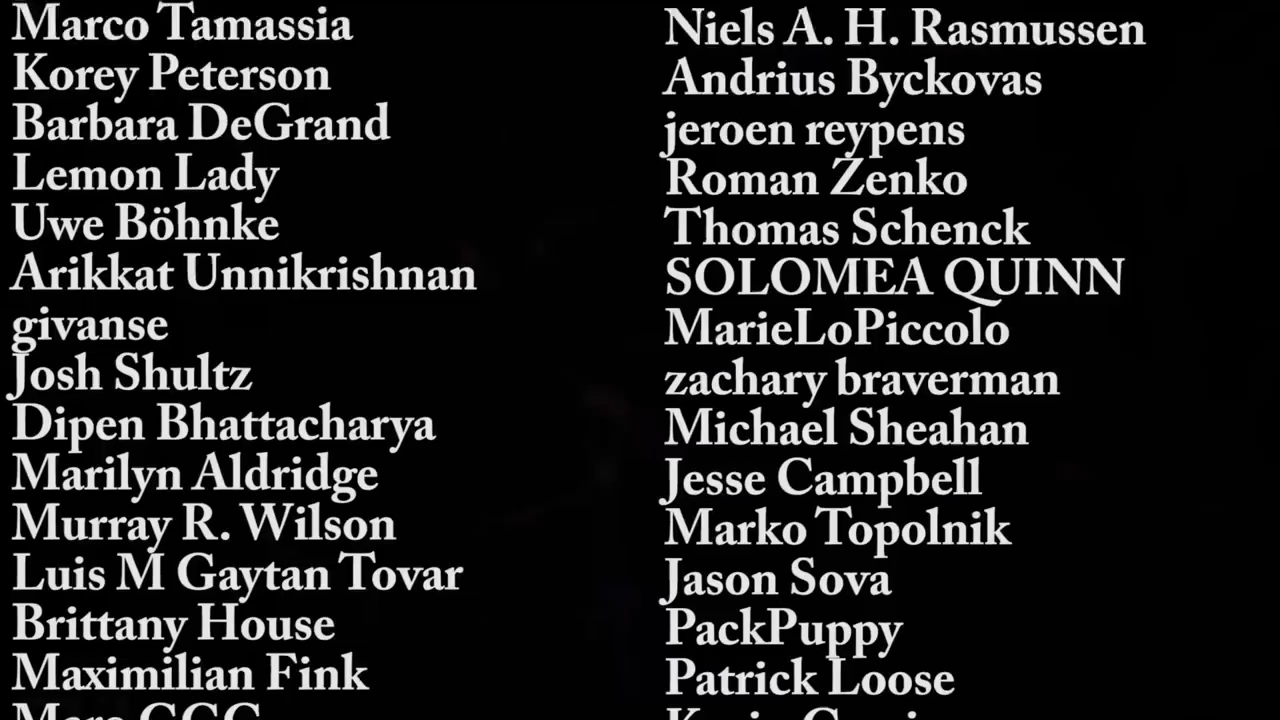 Marco Tamassia
Korey Peterson
Barbara DeGrand
Lemon Lady
Uwe Böhnke
Arikkat Unnikrishnan
givanse
Josh Shultz
Dipen Bhattacharya
Marilyn Aldridge
Murray R. Wilson
Luis M Gaytan Tovar
Brittany House
Maximilian Fink
Niels A. H. Rasmussen
Andrius Byckovas
jeroen reypens
Roman Zenko
Thomas Schenck
SOLOMEA QUINN
MarieLoPiccolo
zachary braverman
Michael Sheahan
Jesse Campbell
Marko Topolnik
Jason Sova
PackPuppy
Patrick Loose